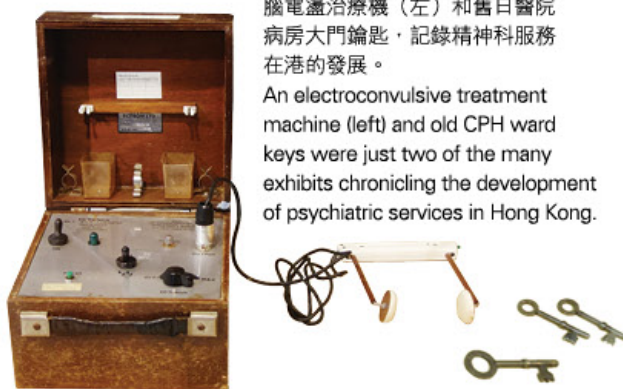 腦電盪治療機（左）和舊日醫院
病房大門鑰匙，記錄精神科服務
在港的發展。
An electroconvulsive treatment
machine (left) and old CPH ward
keys were just two of the many
exhibits chronicling the development
of psychiatric services in Hong Kong.